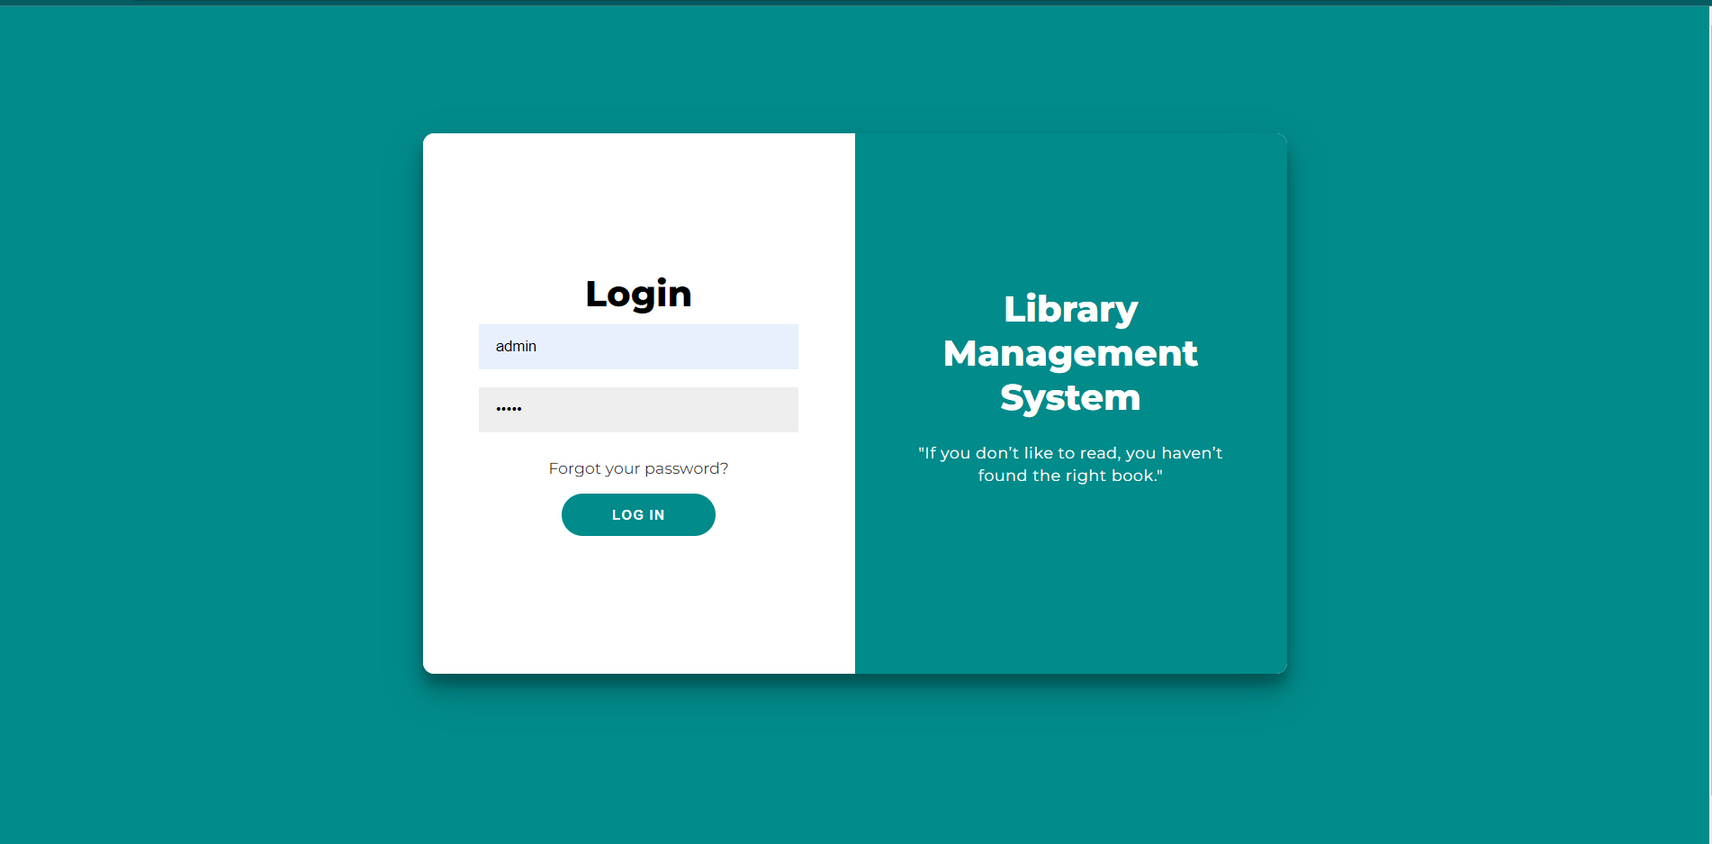 Login
admin
•••••
Forgot your password?
LOG IN
Library
Management
System
"If you don’t like to read, you haven’t
found the right book."